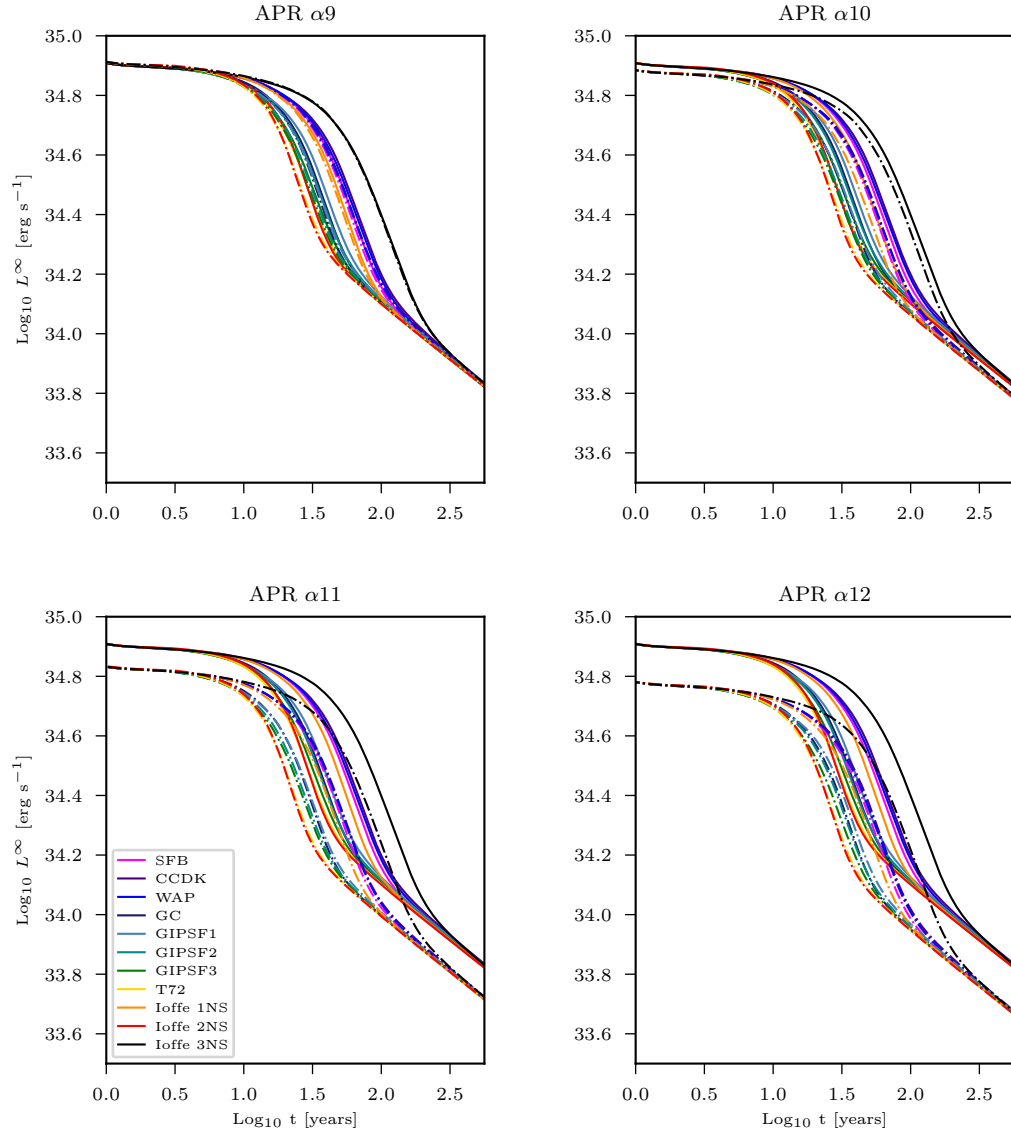 APR α9
APR α10
35.0
34.8
34.6
34.4
34.2
34.0
33.8
33.6
Log₁₀ L^∞ [erg s⁻¹]
0.0 0.5 1.0 1.5 2.0 2.5
35.0
34.8
34.6
34.4
34.2
34.0
33.8
33.6
0.0 0.5 1.0 1.5 2.0 2.5
APR α11
APR α12
35.0
34.8
34.6
34.4
34.2
34.0
33.8
33.6
Log₁₀ L^∞ [erg s⁻¹]
SFB
CCDK
WAP
GC
GIPSF1
GIPSF2
GIPSF3
T72
Ioffe 1NS
Ioffe 2NS
Ioffe 3NS
0.0 0.5 1.0 1.5 2.0 2.5
Log₁₀ t [years]
35.0
34.8
34.6
34.4
34.2
34.0
33.8
33.6
0.0 0.5 1.0 1.5 2.0 2.5
Log₁₀ t [years]